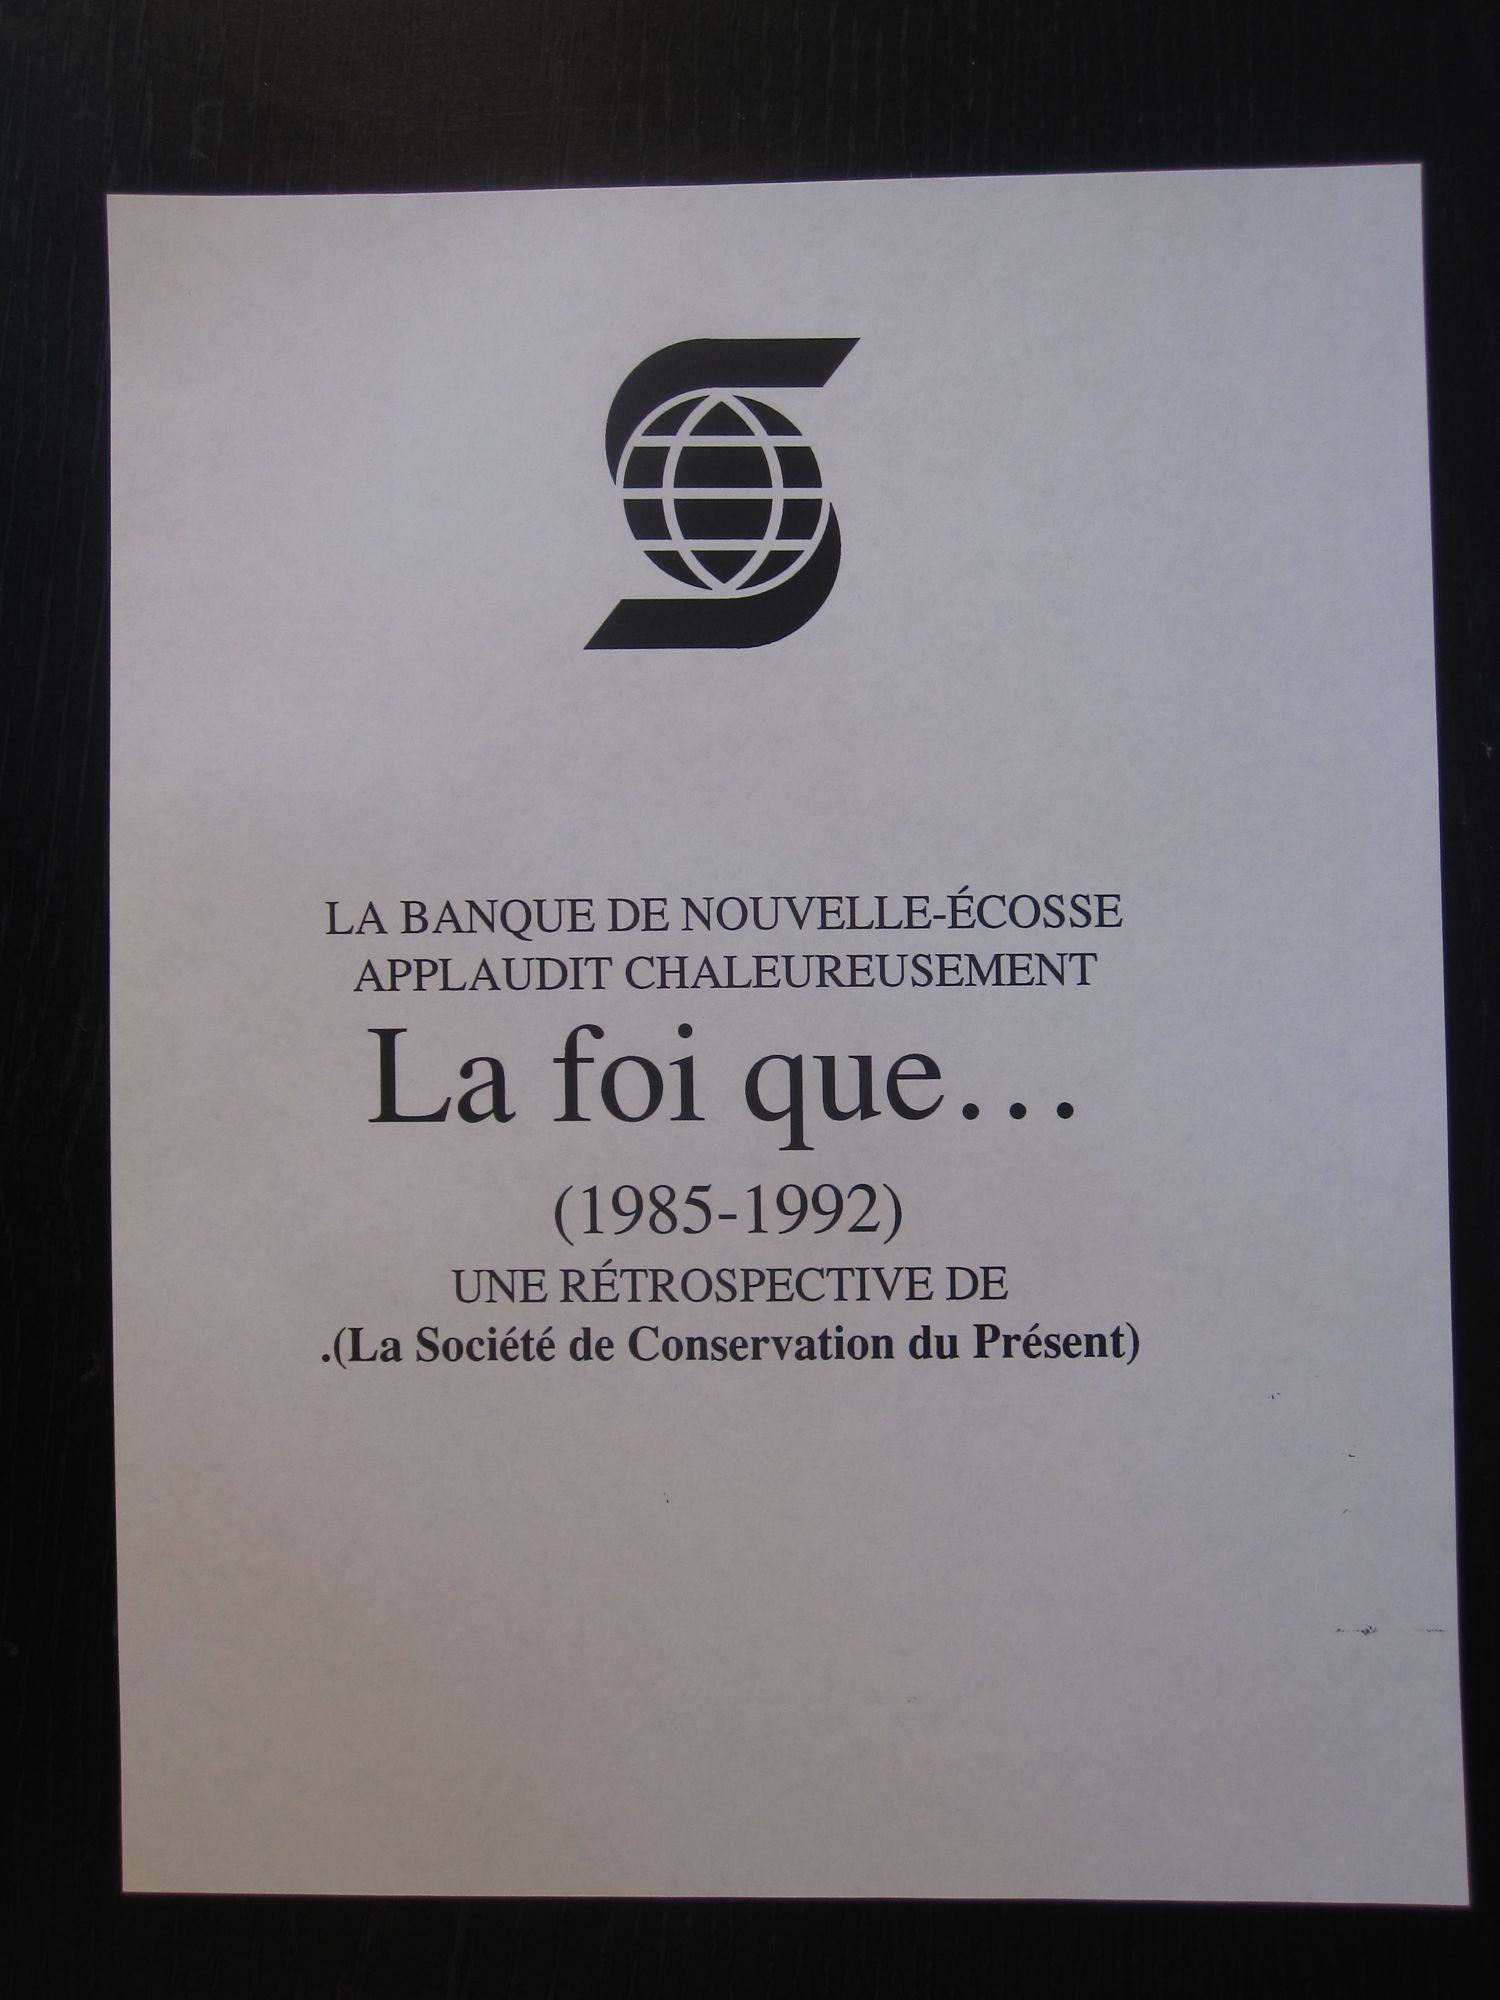 LA BANQUE DE NOUVELLE-ÉCOSSE
APPLAUDIT CHALEUREUSEMENT
La foi que...
(1985-1992)
UNE RÉTROSPECTIVE DE
.(La Société de Conservation du Présent)